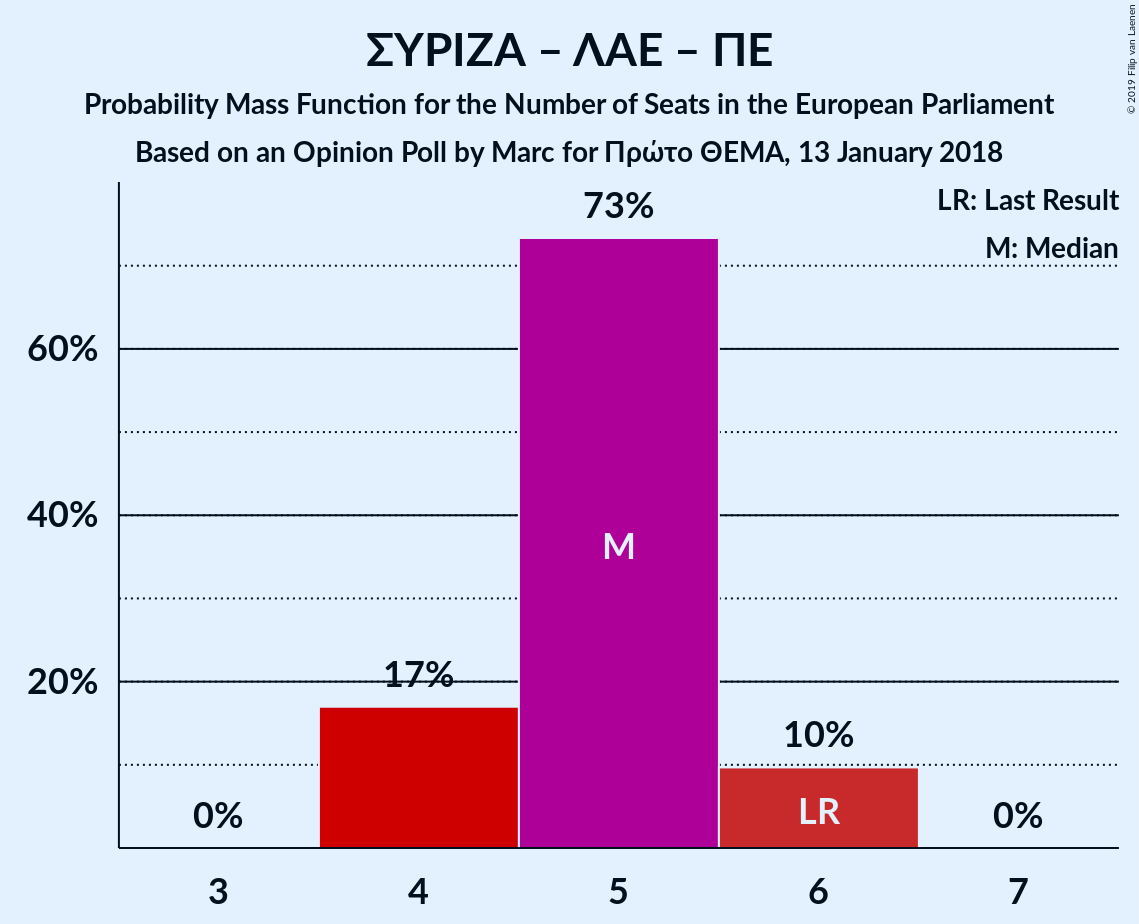 ΣΥΡΙΖΑ – ΛΑΕ – ΠΕ
Probability Mass Function for the Number of Seats in the European Parliament
Based on an Opinion Poll by Marc for Πρώτο ΘΕΜΑ, 13 January 2018
© 2019 Filip van Laenen
LR: Last Result
M: Median
73%
60%
40%
M
20%
17%
10%
LR
0%
0%
3
4
5
6
7